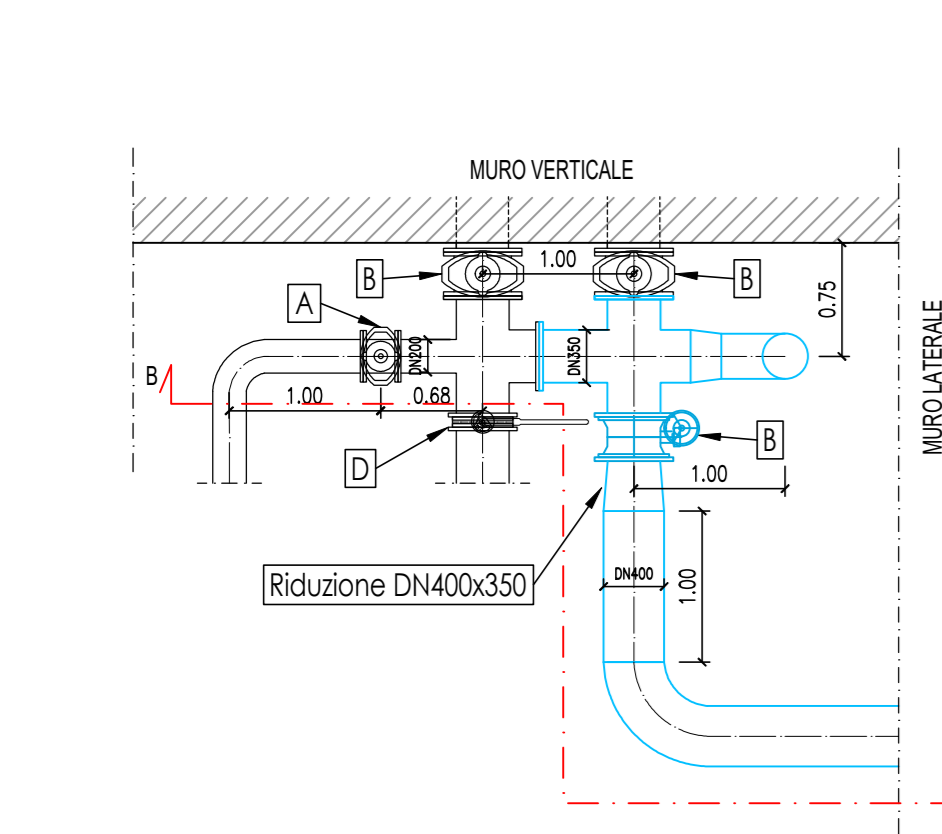 MURO VERTICALE
B
1.00
B
0.75
A
MURO LATERALE
DN200
DN350
B
1.00
0.68
B
D
1.00
Riduzione DN400x350
DN400
1.00